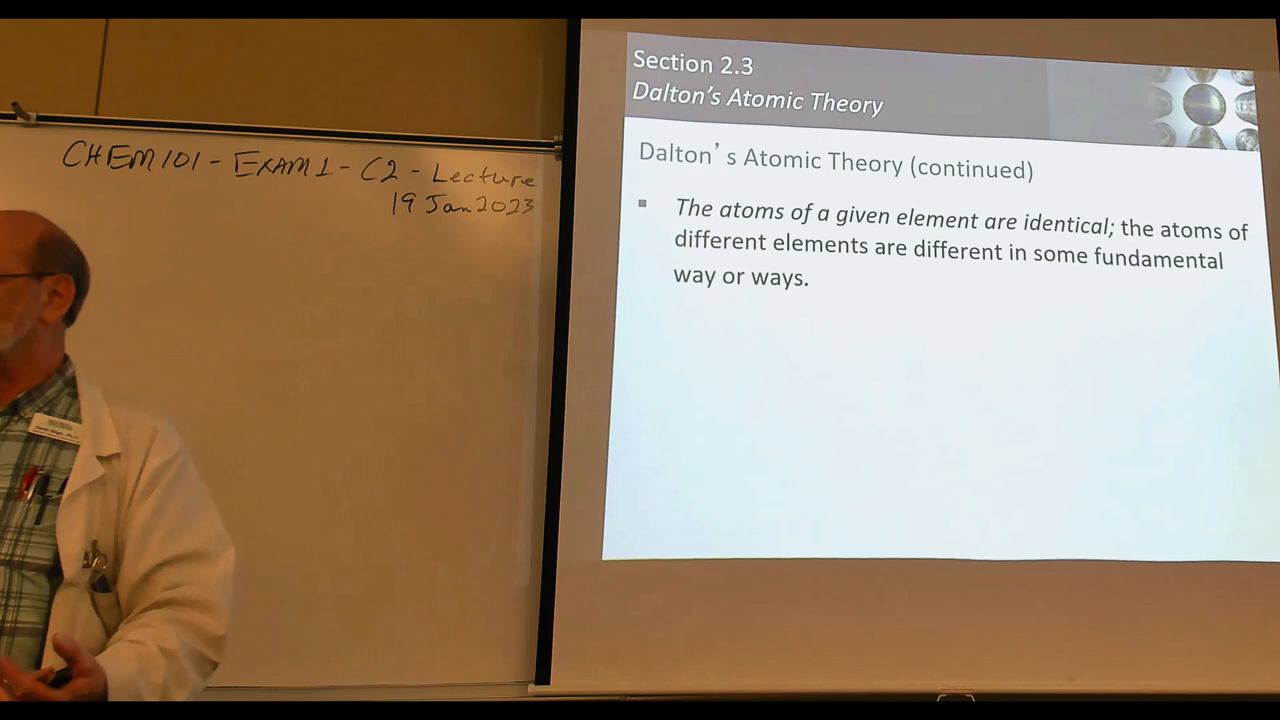 CHEM 101 - EXAM 1 - C2 - Lecture
19 Jan 2023
Section 2.3
Dalton's Atomic Theory
Dalton's Atomic Theory (continued)
▪ The atoms of a given element are identical; the atoms of
different elements are different in some fundamental
way or ways.